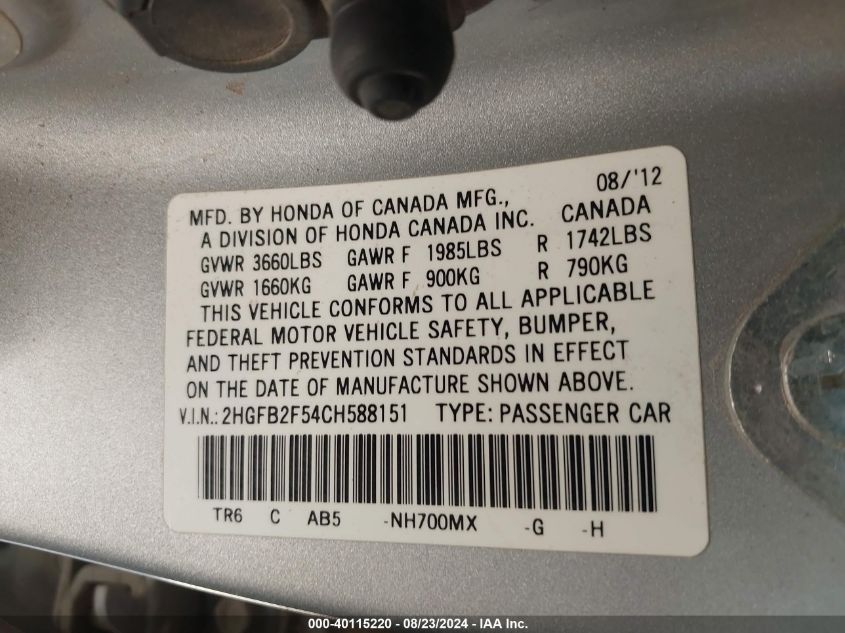 08/'12
MFD. BY HONDA OF CANADA MFG.,
A DIVISION OF HONDA CANADA INC. CANADA
GVWR 3660LBS GAWR F 1985LBS R 1742LBS
GVWR 1660KG GAWR F 900KG R 790KG
THIS VEHICLE CONFORMS TO ALL APPLICABLE
FEDERAL MOTOR VEHICLE SAFETY, BUMPER,
AND THEFT PREVENTION STANDARDS IN EFFECT
ON THE DATE OF MANUFACTURE SHOWN ABOVE.
V.I.N.: 2HGFB2F54CH588151 TYPE: PASSENGER CAR
TR6 C AB5 -NH700MX -G -H
000-40115220 - 08/23/2024 - IAA Inc.